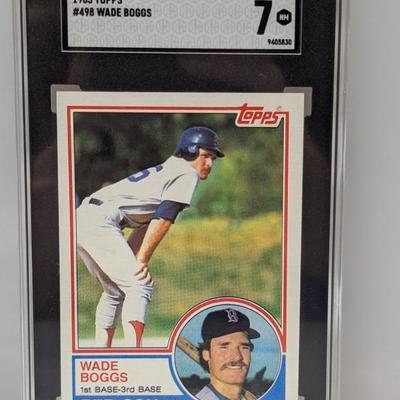 #498 WADE BOGGS
7 NM
9405830
Topps
WADE
BOGGS
1st BASE-3rd BASE
B